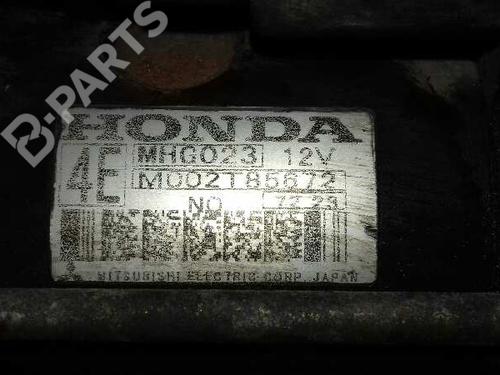 B-PARTS
HONDA
4E MHG023 12V
M002T85672
NO.
MITSUBISHI ELECTRIC CORP. JAPAN